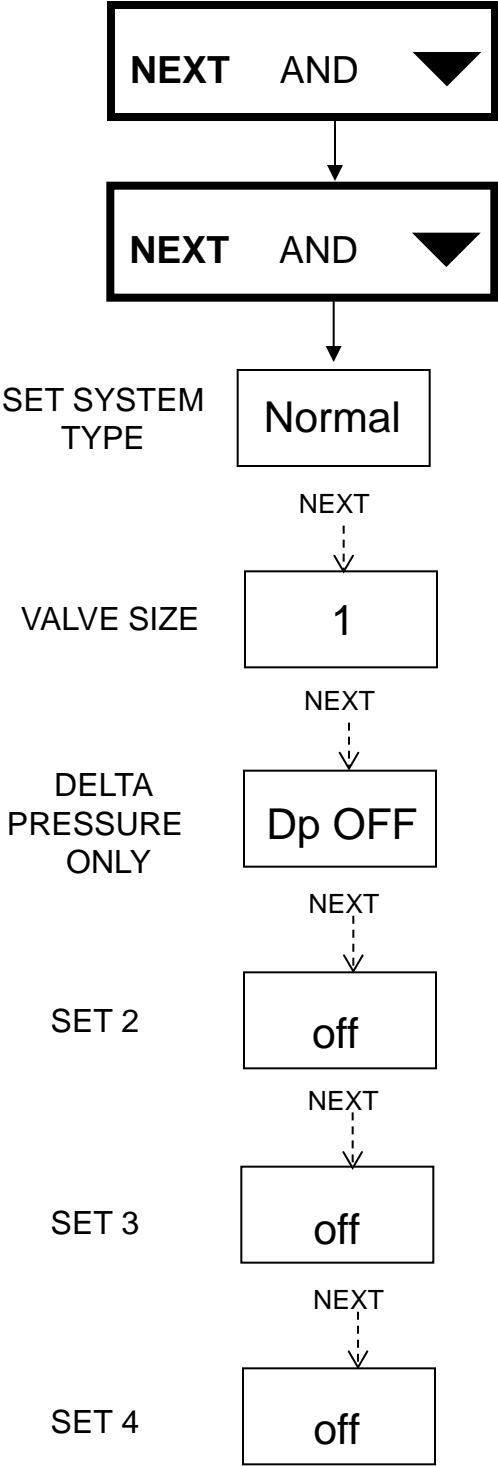 NEXT AND
NEXT AND
SET SYSTEM
TYPE
Normal
NEXT
VALVE SIZE
1
NEXT
DELTA
PRESSURE
ONLY
Dp OFF
NEXT
SET 2
off
NEXT
SET 3
off
NEXT
SET 4
off